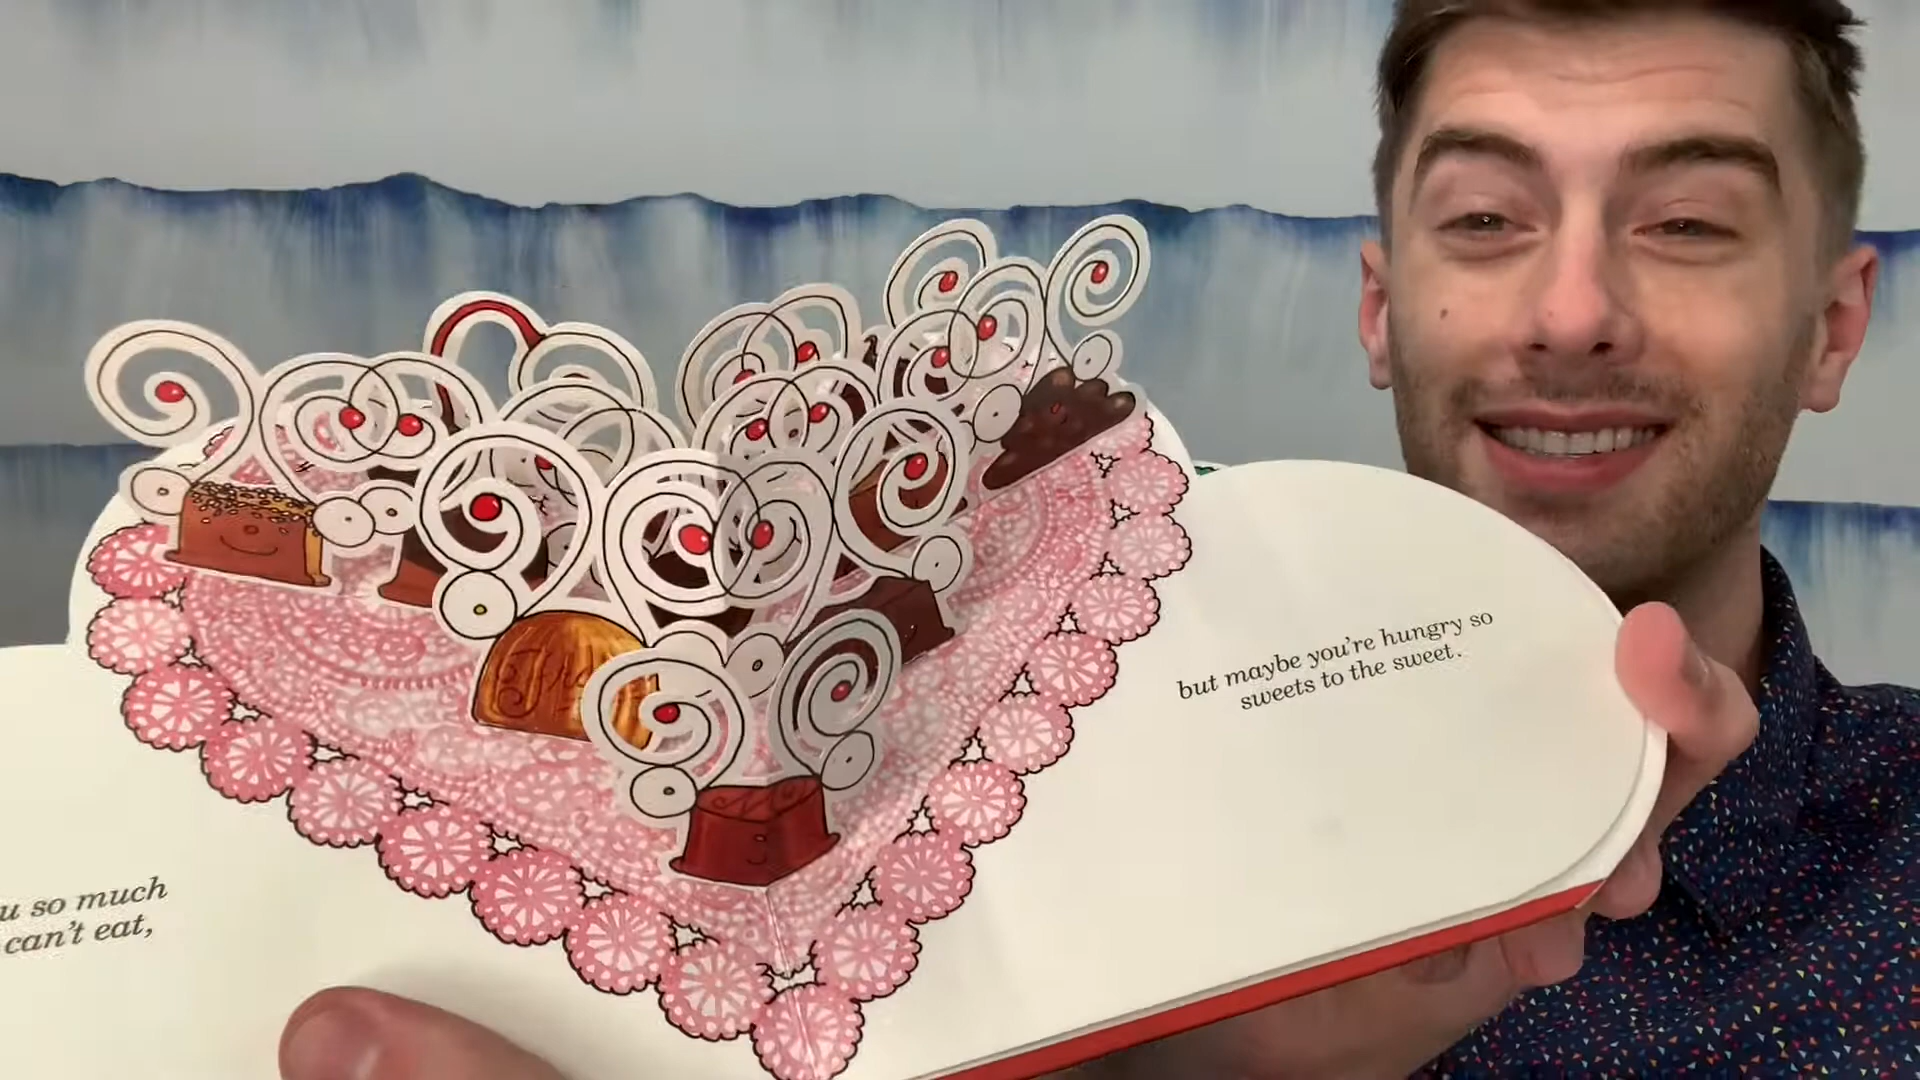 u so much
can't eat,
but maybe you're hungry so
sweets to the sweet.